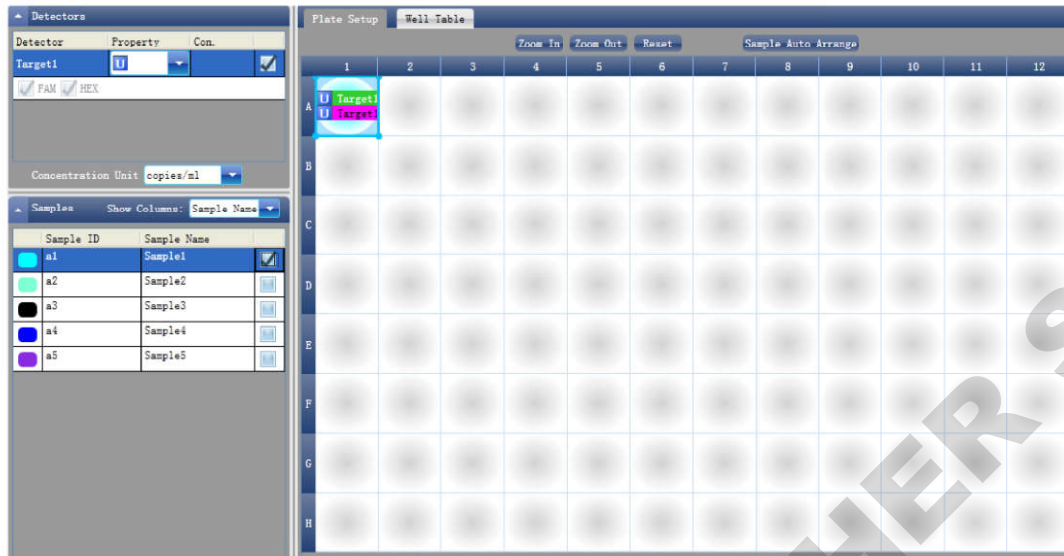 Detectors
Detector Property Con.
Target1 U
FAM HEX
Concentration Unit copies/ml
Samples Show Columns: Sample Name
Sample ID Sample Name
a1 Sample1
a2 Sample2
a3 Sample3
a4 Sample4
a5 Sample5
Plate Setup Well Table
Zoom In Zoom Out Reset Sample Auto Arrange
1 2 3 4 5 6 7 8 9 10 11 12
A
U Target1
U Target1
B
C
D
E
F
G
H
HER S